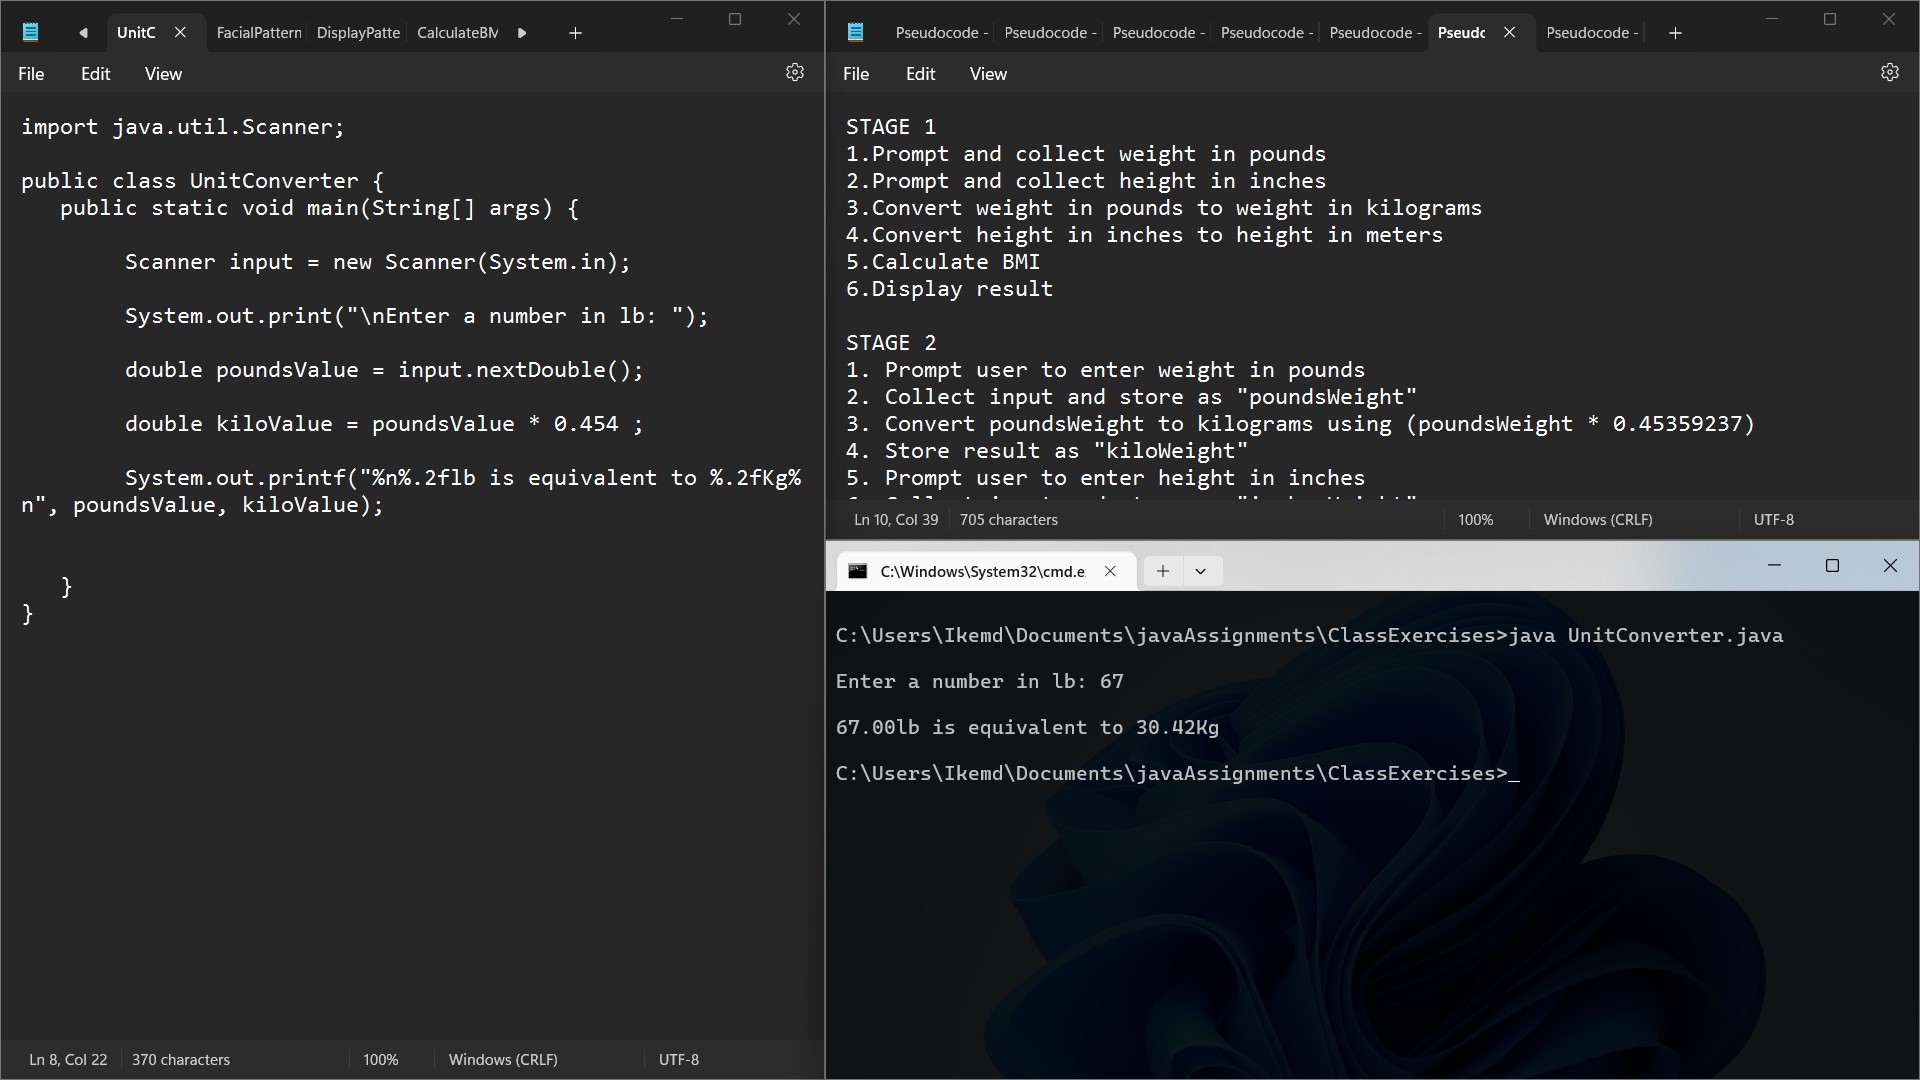 UnitC
FacialPattern
DisplayPatte
CalculateBM
File
Edit
View
import java.util.Scanner;
public class UnitConverter {
public static void main(String[] args) {
Scanner input = new Scanner(System.in);
System.out.print("\nEnter a number in lb: ");
double poundsValue = input.nextDouble();
double kiloValue = poundsValue * 0.454 ;
System.out.printf("%n%.2flb is equivalent to %.2fKg%
n", poundsValue, kiloValue);
}
}
Ln 8, Col 22
370 characters
100%
Windows (CRLF)
UTF-8
Pseudocode -
Pseudocode -
Pseudocode -
Pseudocode -
Pseudocode -
Pseudc
Pseudocode -
File
Edit
View
STAGE 1
1.Prompt and collect weight in pounds
2.Prompt and collect height in inches
3.Convert weight in pounds to weight in kilograms
4.Convert height in inches to height in meters
5.Calculate BMI
6.Display result
STAGE 2
1. Prompt user to enter weight in pounds
2. Collect input and store as "poundsWeight"
3. Convert poundsWeight to kilograms using (poundsWeight * 0.45359237)
4. Store result as "kiloWeight"
5. Prompt user to enter height in inches
Ln 10, Col 39
705 characters
100%
Windows (CRLF)
UTF-8
C:\Windows\System32\cmd.e
C:\Users\Ikemd\Documents\javaAssignments\ClassExercises>java UnitConverter.java
Enter a number in lb: 67
67.00lb is equivalent to 30.42Kg
C:\Users\Ikemd\Documents\javaAssignments\ClassExercises>_